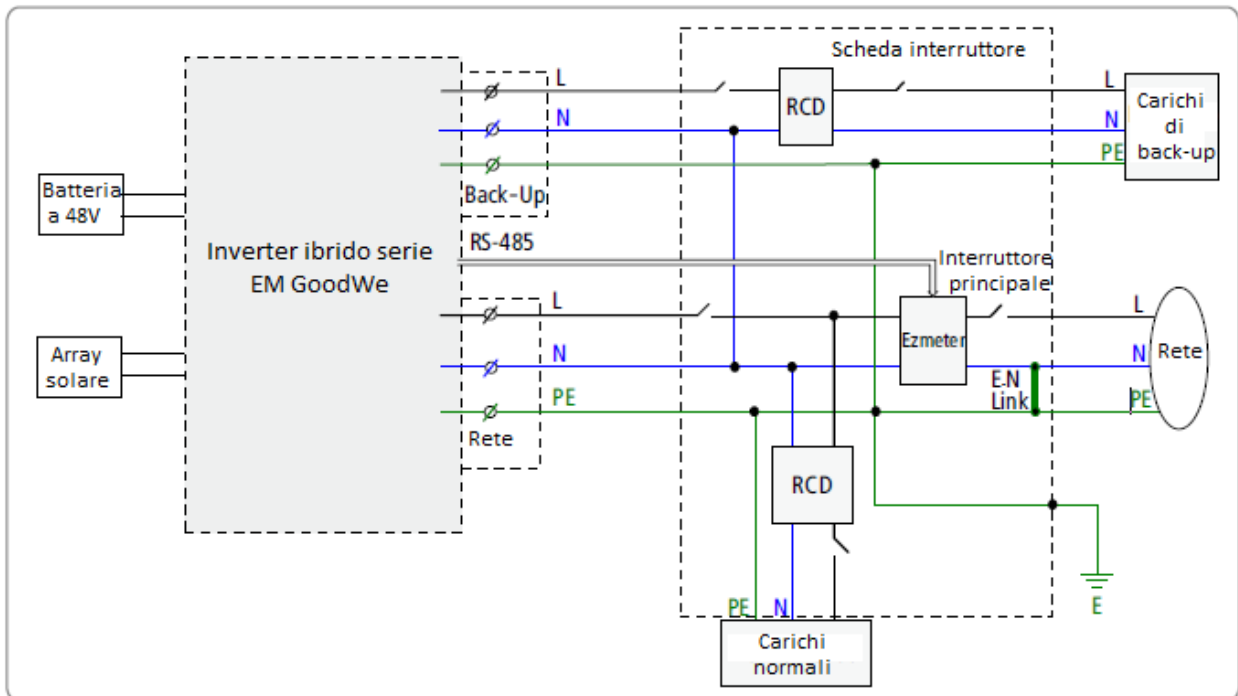 Scheda interruttore
L
RCD
L
N
N
PE
Carichi
di
back-up
Back-Up
Batteria
a 48V
Inverter ibrido serie
EM GoodWe
RS-485
Interruttore
principale
L
L
Ezmeter
N
N
Rete
Array
solare
E-N
Link
PE
PE
Rete
RCD
E
PE
N
Carichi
normali